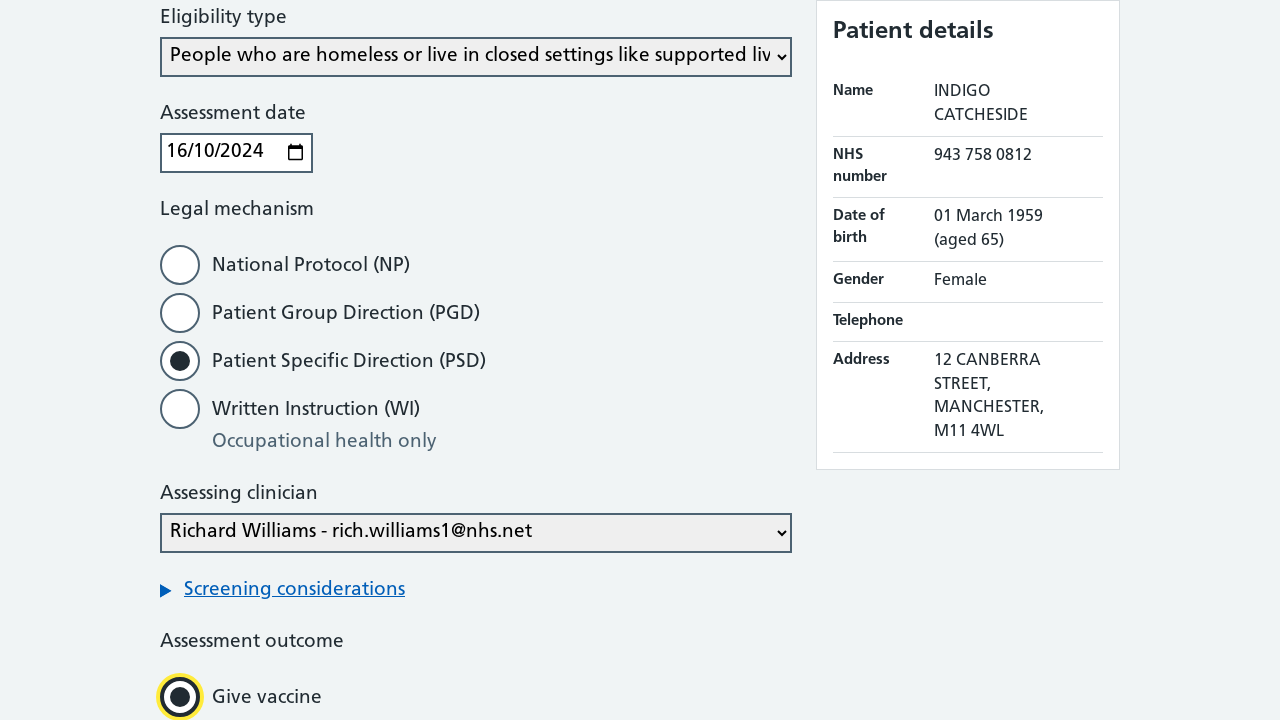 Eligibility type
People who are homeless or live in closed settings like supported liv
Assessment date
16/10/2024
Legal mechanism
National Protocol (NP)
Patient Group Direction (PGD)
Patient Specific Direction (PSD)
Written Instruction (WI)
Occupational health only
Assessing clinician
Richard Williams - rich.williams1@nhs.net
Screening considerations
Assessment outcome
Give vaccine
Patient details
Name INDIGO
CATCHESIDE
NHS
number 943 758 0812
Date of
birth 01 March 1959
(aged 65)
Gender Female
Telephone
Address 12 CANBERRA
STREET,
MANCHESTER,
M11 4WL